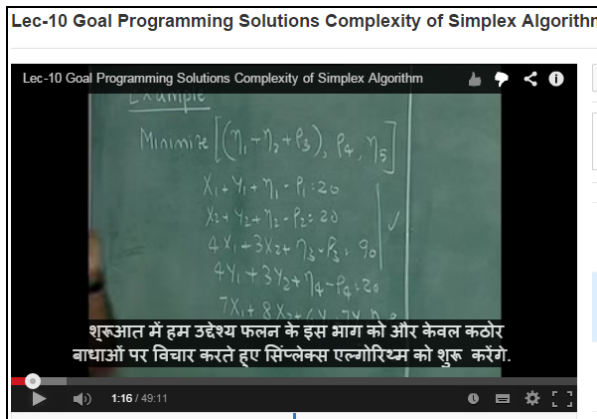 Lec-10 Goal Programming Solutions Complexity of Simplex Algorithm
Lec-10 Goal Programming Solutions Complexity of Simplex Algorithm
Example
Minimize [(η₁ + η₂ + ρ₃), ρ₄, η₅]
X₁ + Y₁ + η₁ - ρ₁ = 20
X₂ + Y₂ + η₂ - ρ₂ = 20
4X₁ + 3X₂ + η₃ - ρ₃ = 90
4Y₁ + 3Y₂ + η₄ - ρ₄ = 20
7X₁ + 8X₂ +
शुरूआत में हम उद्देश्य फलन के इस भाग को और केवल कठोर
बाधाओं पर विचार करते हुए सिंप्लेक्स एल्गोरिथ्म को शुरू करेंगे.
1:16 / 49:11